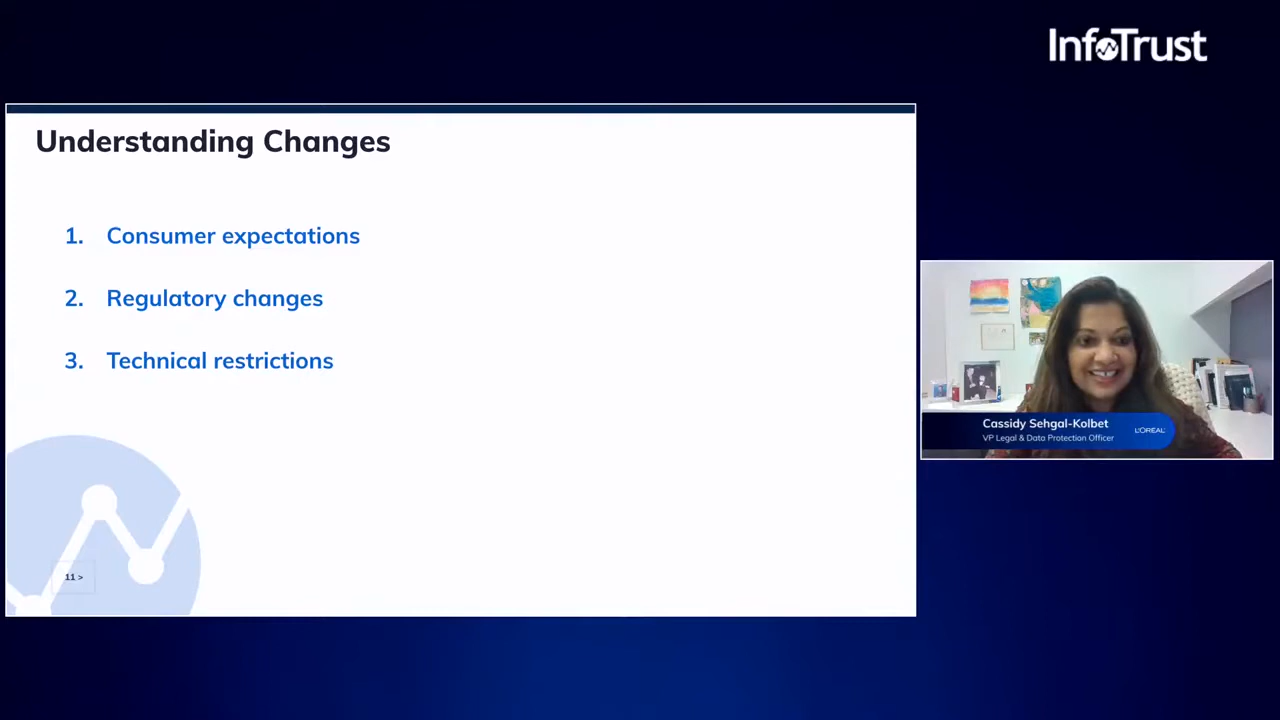 InfoTrust
Understanding Changes
1. Consumer expectations
2. Regulatory changes
3. Technical restrictions
Cassidy Sehgal-Kolbet
VP Legal & Data Protection Officer
L'ORÉAL
11 >